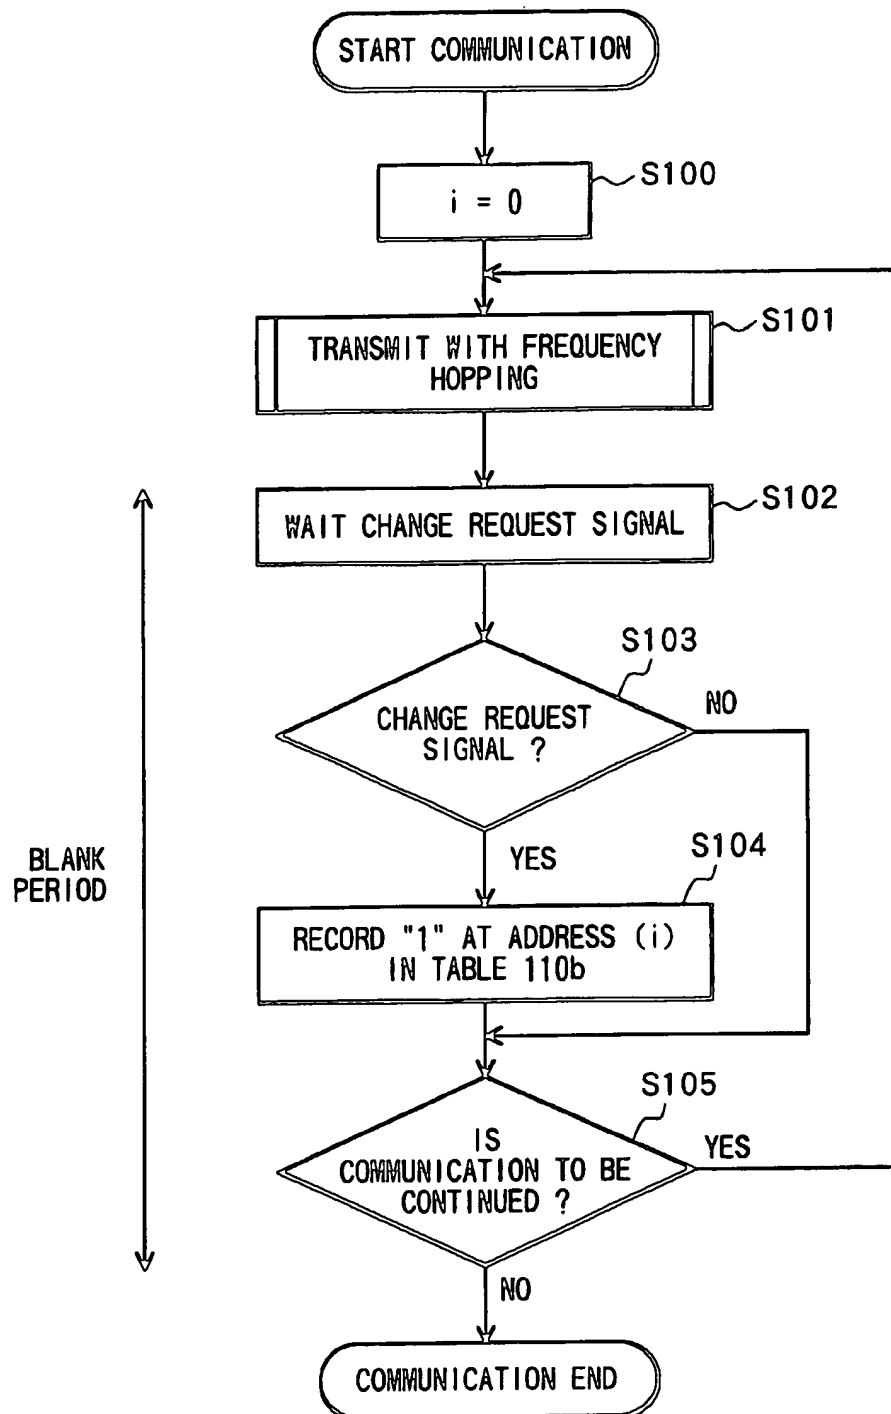 START COMMUNICATION
S100
i = 0
S101
TRANSMIT WITH FREQUENCY
HOPPING
S102
WAIT CHANGE REQUEST SIGNAL
S103
NO
CHANGE REQUEST
SIGNAL ?
BLANK
PERIOD
YES
S104
RECORD "1" AT ADDRESS (i)
IN TABLE 110b
S105
IS
COMMUNICATION TO BE
CONTINUED ?
YES
NO
COMMUNICATION END